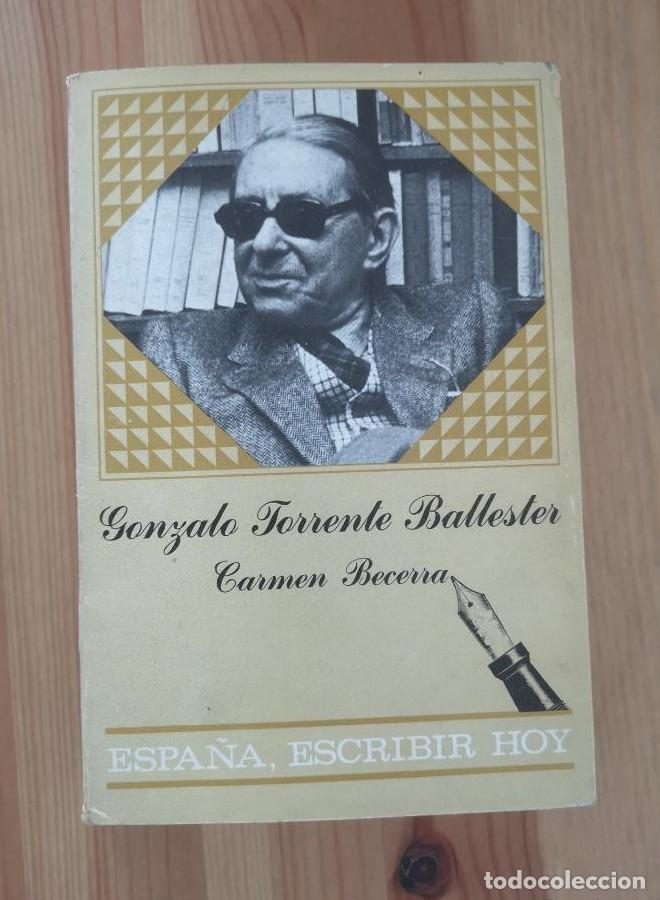 Gonzalo Torrente Ballester
Carmen Becerra
ESPAÑA, ESCRIBIR HOY
todocoleccion